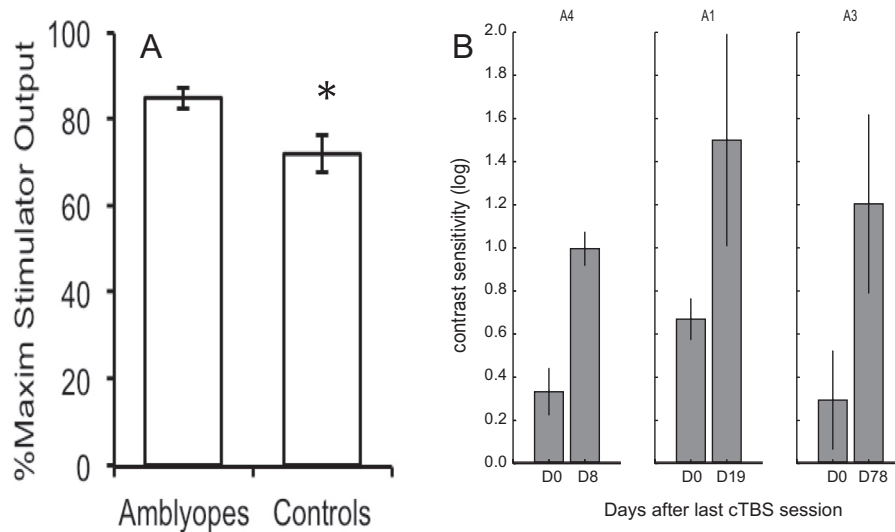 A
%Maxim Stimulator Output
100
80
60
40
20
0
*
Amblyopes Controls
B
A4 A1 A3
contrast sensitivity (log)
2.0
1.8
1.6
1.4
1.2
1.0
0.8
0.6
0.4
0.2
0.0
D0 D8 D0 D19 D0 D78
Days after last cTBS session